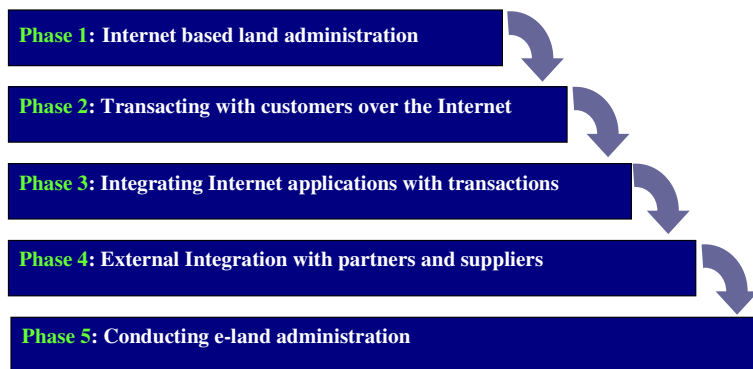 Phase 1: Internet based land administration
Phase 2: Transacting with customers over the Internet
Phase 3: Integrating Internet applications with transactions
Phase 4: External Integration with partners and suppliers
Phase 5: Conducting e-land administration